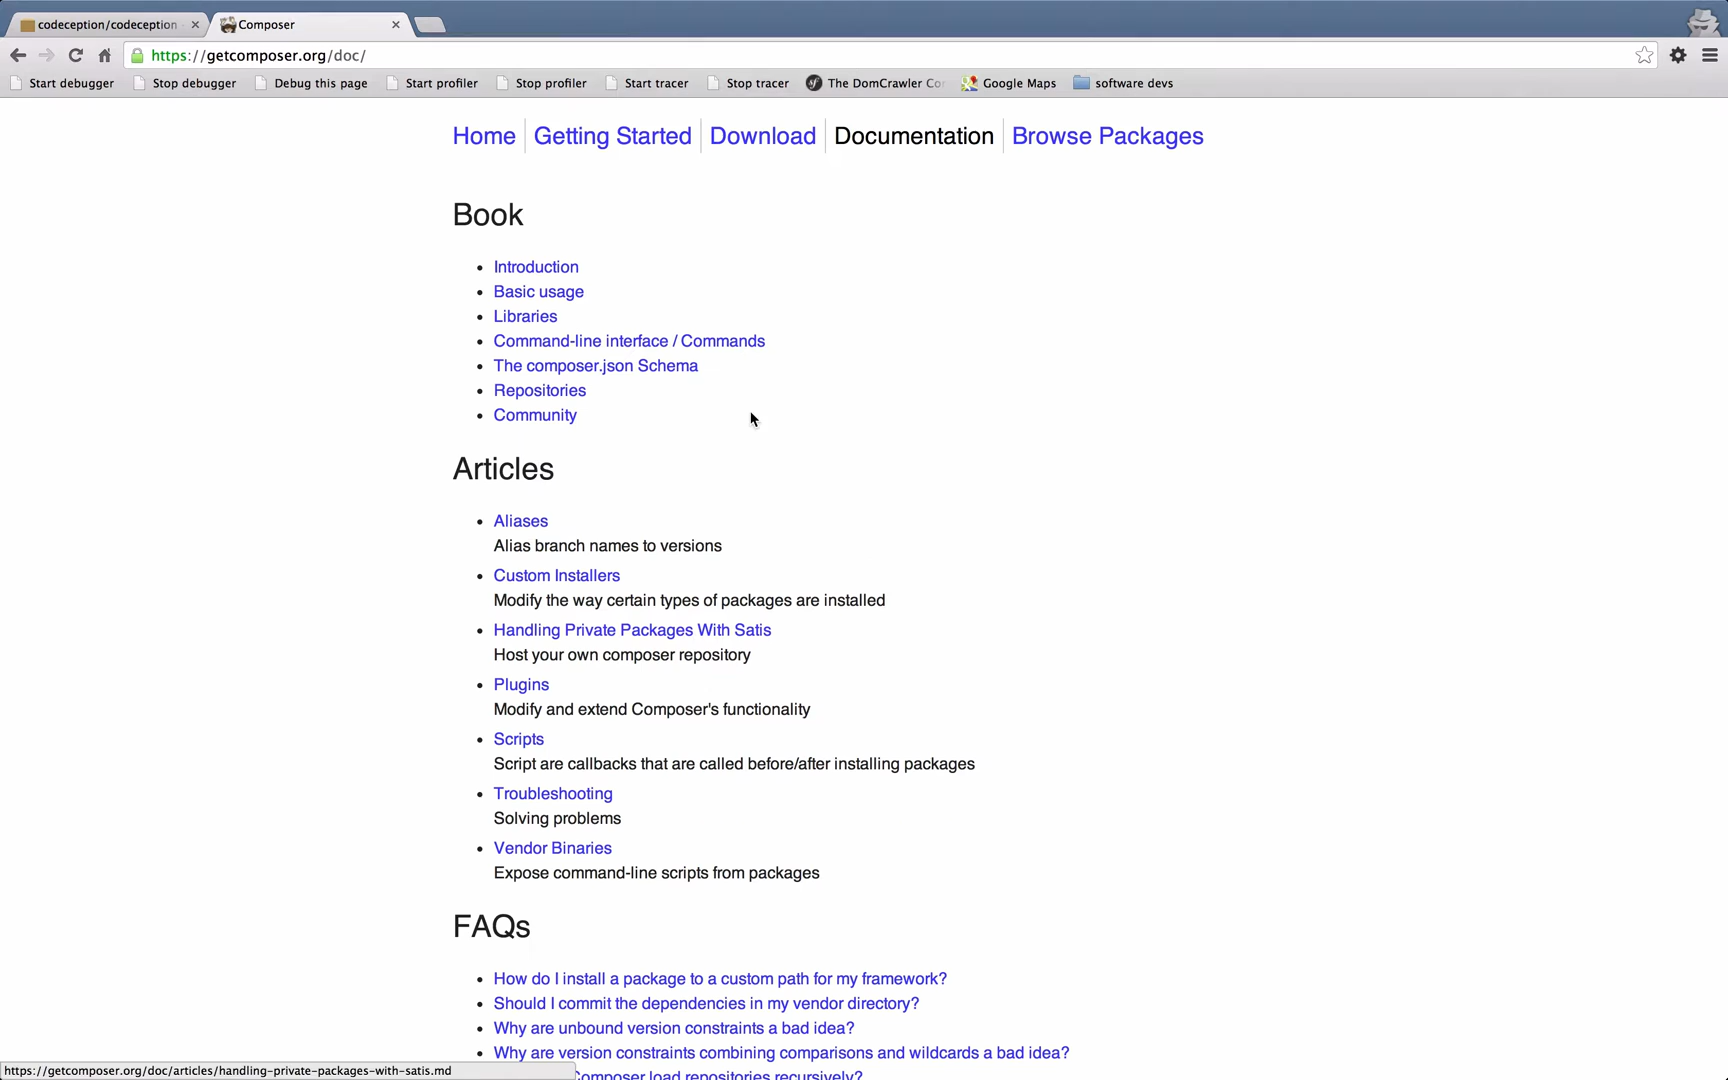 codeception/codeception
Composer
https://getcomposer.org/doc/
Start debugger
Stop debugger
Debug this page
Start profiler
Stop profiler
Start tracer
Stop tracer
The DomCrawler Co
Google Maps
software devs
Home
Getting Started
Download
Documentation
Browse Packages
Book
Introduction
Basic usage
Libraries
Command-line interface / Commands
The composer.json Schema
Repositories
Community
Articles
Aliases
Alias branch names to versions
Custom Installers
Modify the way certain types of packages are installed
Handling Private Packages With Satis
Host your own composer repository
Plugins
Modify and extend Composer's functionality
Scripts
Script are callbacks that are called before/after installing packages
Troubleshooting
Solving problems
Vendor Binaries
Expose command-line scripts from packages
FAQs
How do I install a package to a custom path for my framework?
Should I commit the dependencies in my vendor directory?
Why are unbound version constraints a bad idea?
Why are version constraints combining comparisons and wildcards a bad idea?
Composer load repositories recursively?
https://getcomposer.org/doc/articles/handling-private-packages-with-satis.md